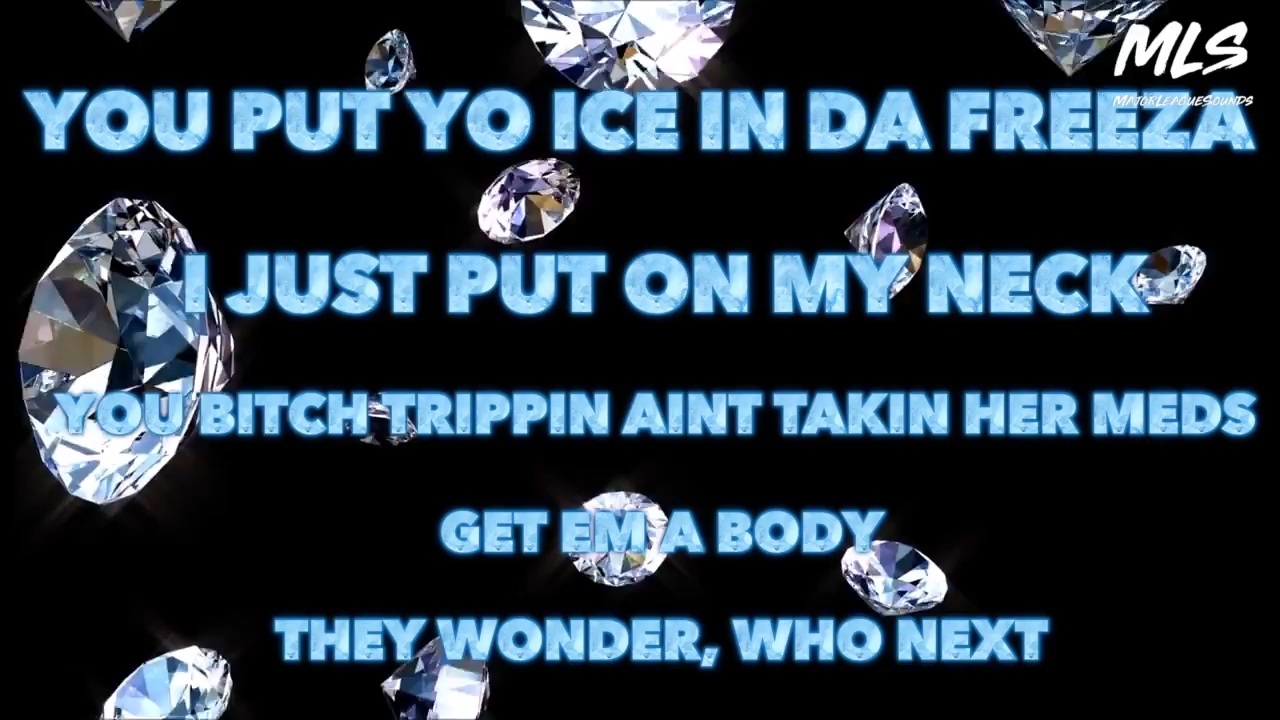 MLS
MAJORLEAGUESOUNDS
YOU PUT YO ICE IN DA FREEZA
I JUST PUT ON MY NECK
YOU BITCH TRIPPIN AINT TAKIN HER MEDS
GET EM A BODY
THEY WONDER, WHO NEXT